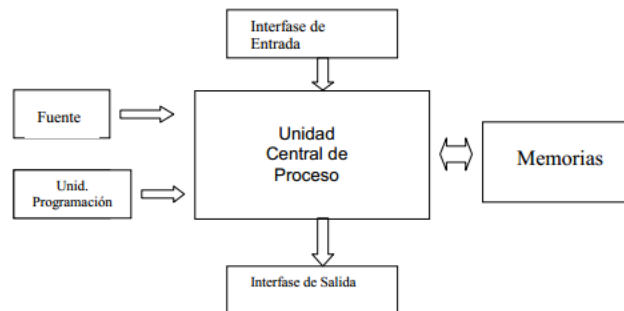 Interfase de
Entrada
Fuente
Unidad
Central de
Proceso
Memorias
Unid.
Programación
Interfase de Salida